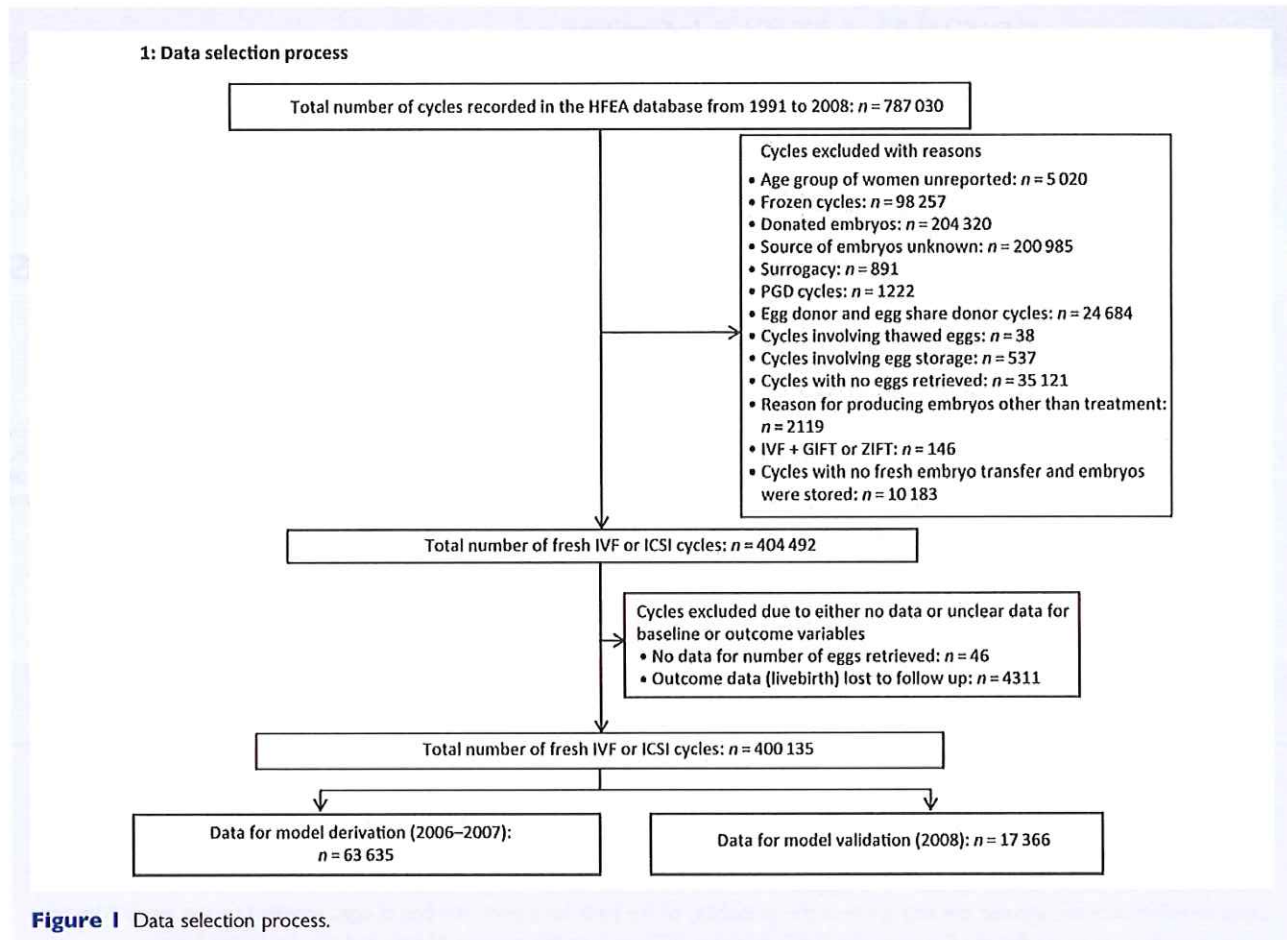 1: Data selection process
Total number of cycles recorded in the HFEA database from 1991 to 2008: n = 787 030
Cycles excluded with reasons
• Age group of women unreported: n = 5 020
• Frozen cycles: n = 98 257
• Donated embryos: n = 204 320
• Source of embryos unknown: n = 200 985
• Surrogacy: n = 891
• PGD cycles: n = 1222
• Egg donor and egg share donor cycles: n = 24 684
• Cycles involving thawed eggs: n = 38
• Cycles involving egg storage: n = 537
• Cycles with no eggs retrieved: n = 35 121
• Reason for producing embryos other than treatment:
n = 2119
• IVF + GIFT or ZIFT: n = 146
• Cycles with no fresh embryo transfer and embryos
were stored: n = 10 183
Total number of fresh IVF or ICSI cycles: n = 404 492
Cycles excluded due to either no data or unclear data for
baseline or outcome variables
• No data for number of eggs retrieved: n = 46
• Outcome data (livebirth) lost to follow up: n = 4311
Total number of fresh IVF or ICSI cycles: n = 400 135
Data for model derivation (2006–2007):
n = 63 635
Data for model validation (2008): n = 17 366
Figure 1 Data selection process.